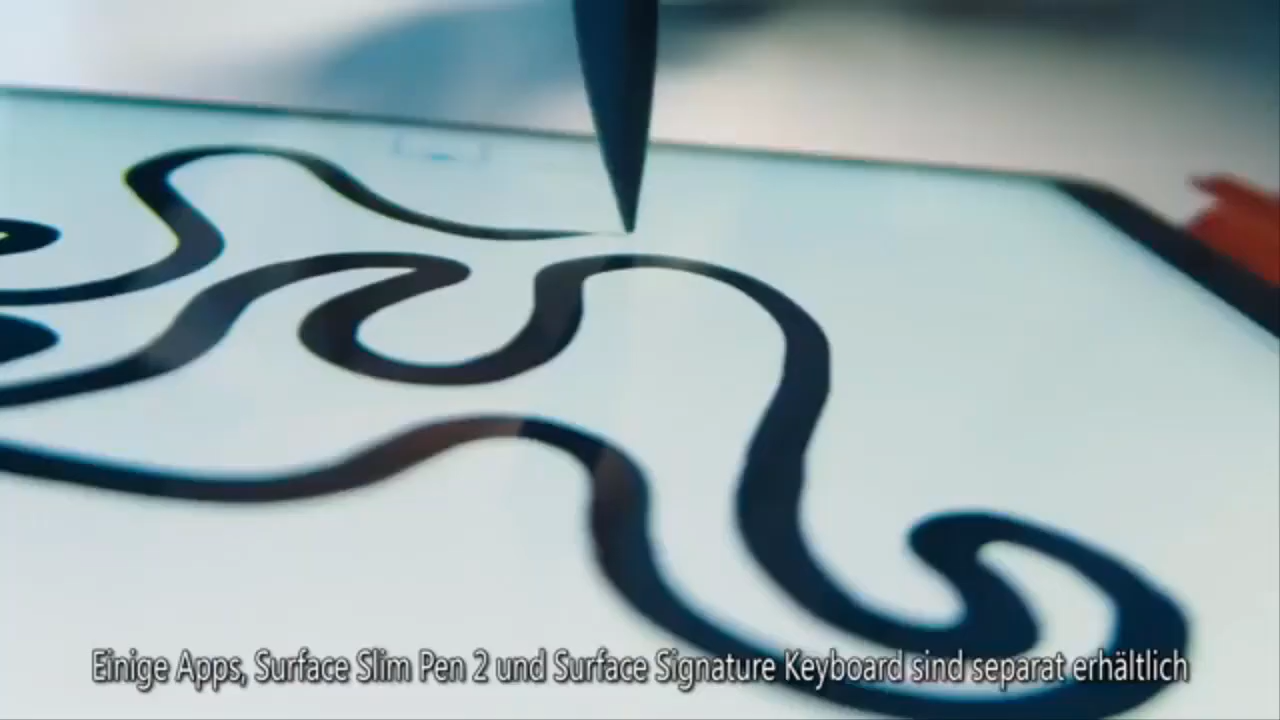 Einige Apps, Surface Slim Pen 2 und Surface Signature Keyboard sind separat erhältlich